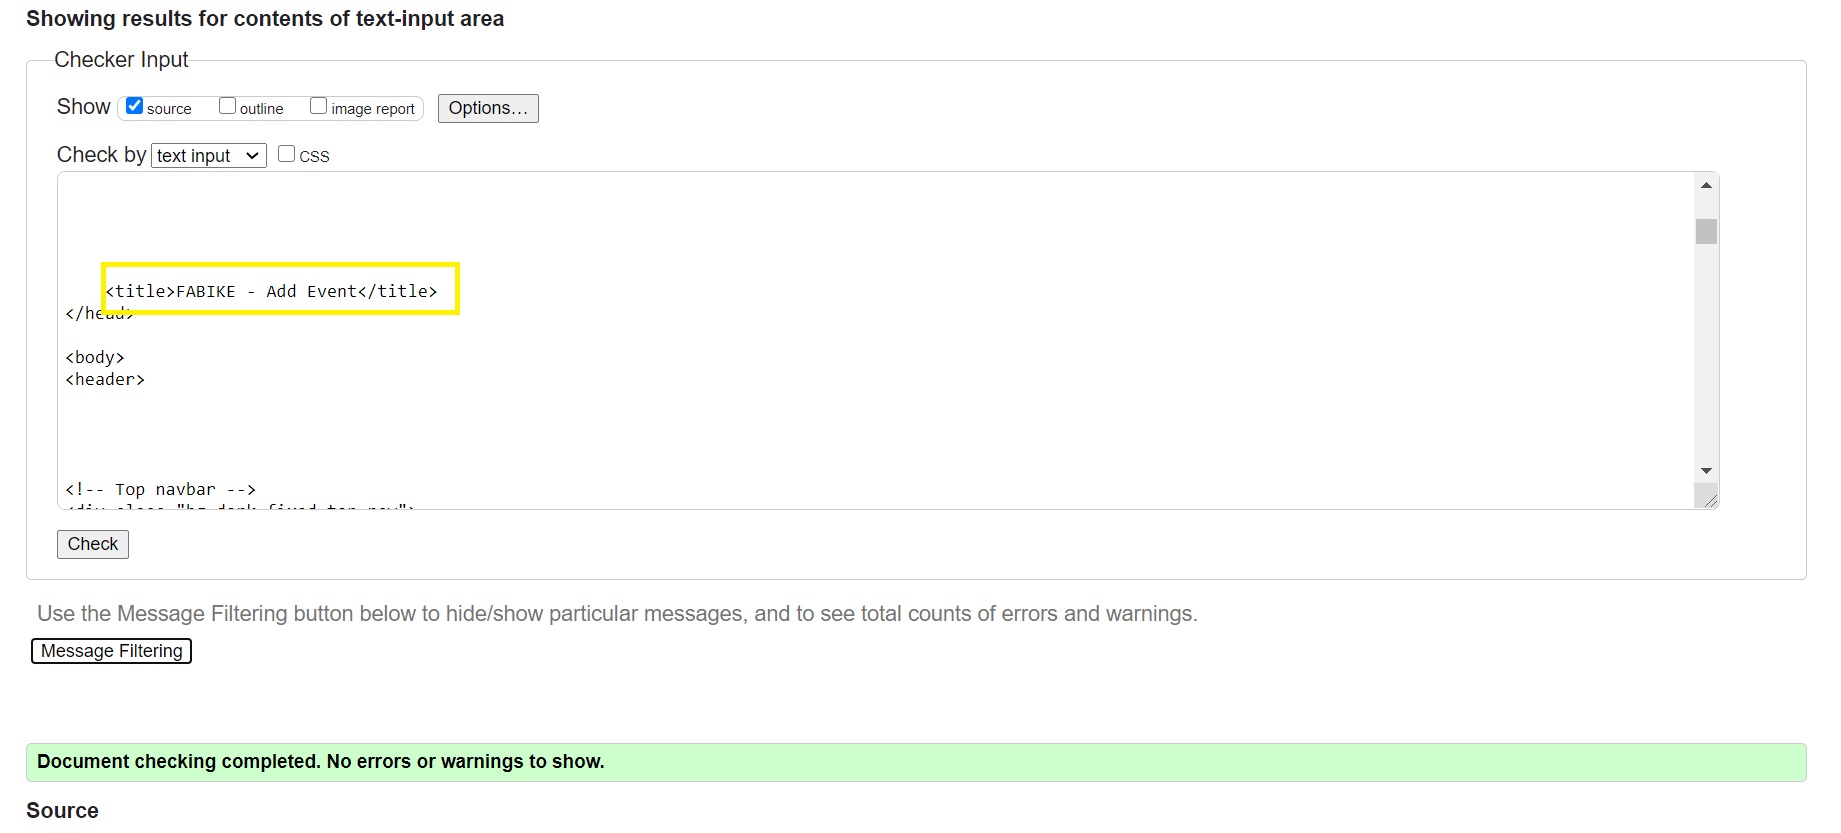 Showing results for contents of text-input area
Checker Input
Show source outline image report Options...
Check by text input CSS
<title>FABIKE - Add Event</title>
</head>
<body>
<header>
<!-- Top navbar -->
Check
Use the Message Filtering button below to hide/show particular messages, and to see total counts of errors and warnings.
Message Filtering
Document checking completed. No errors or warnings to show.
Source